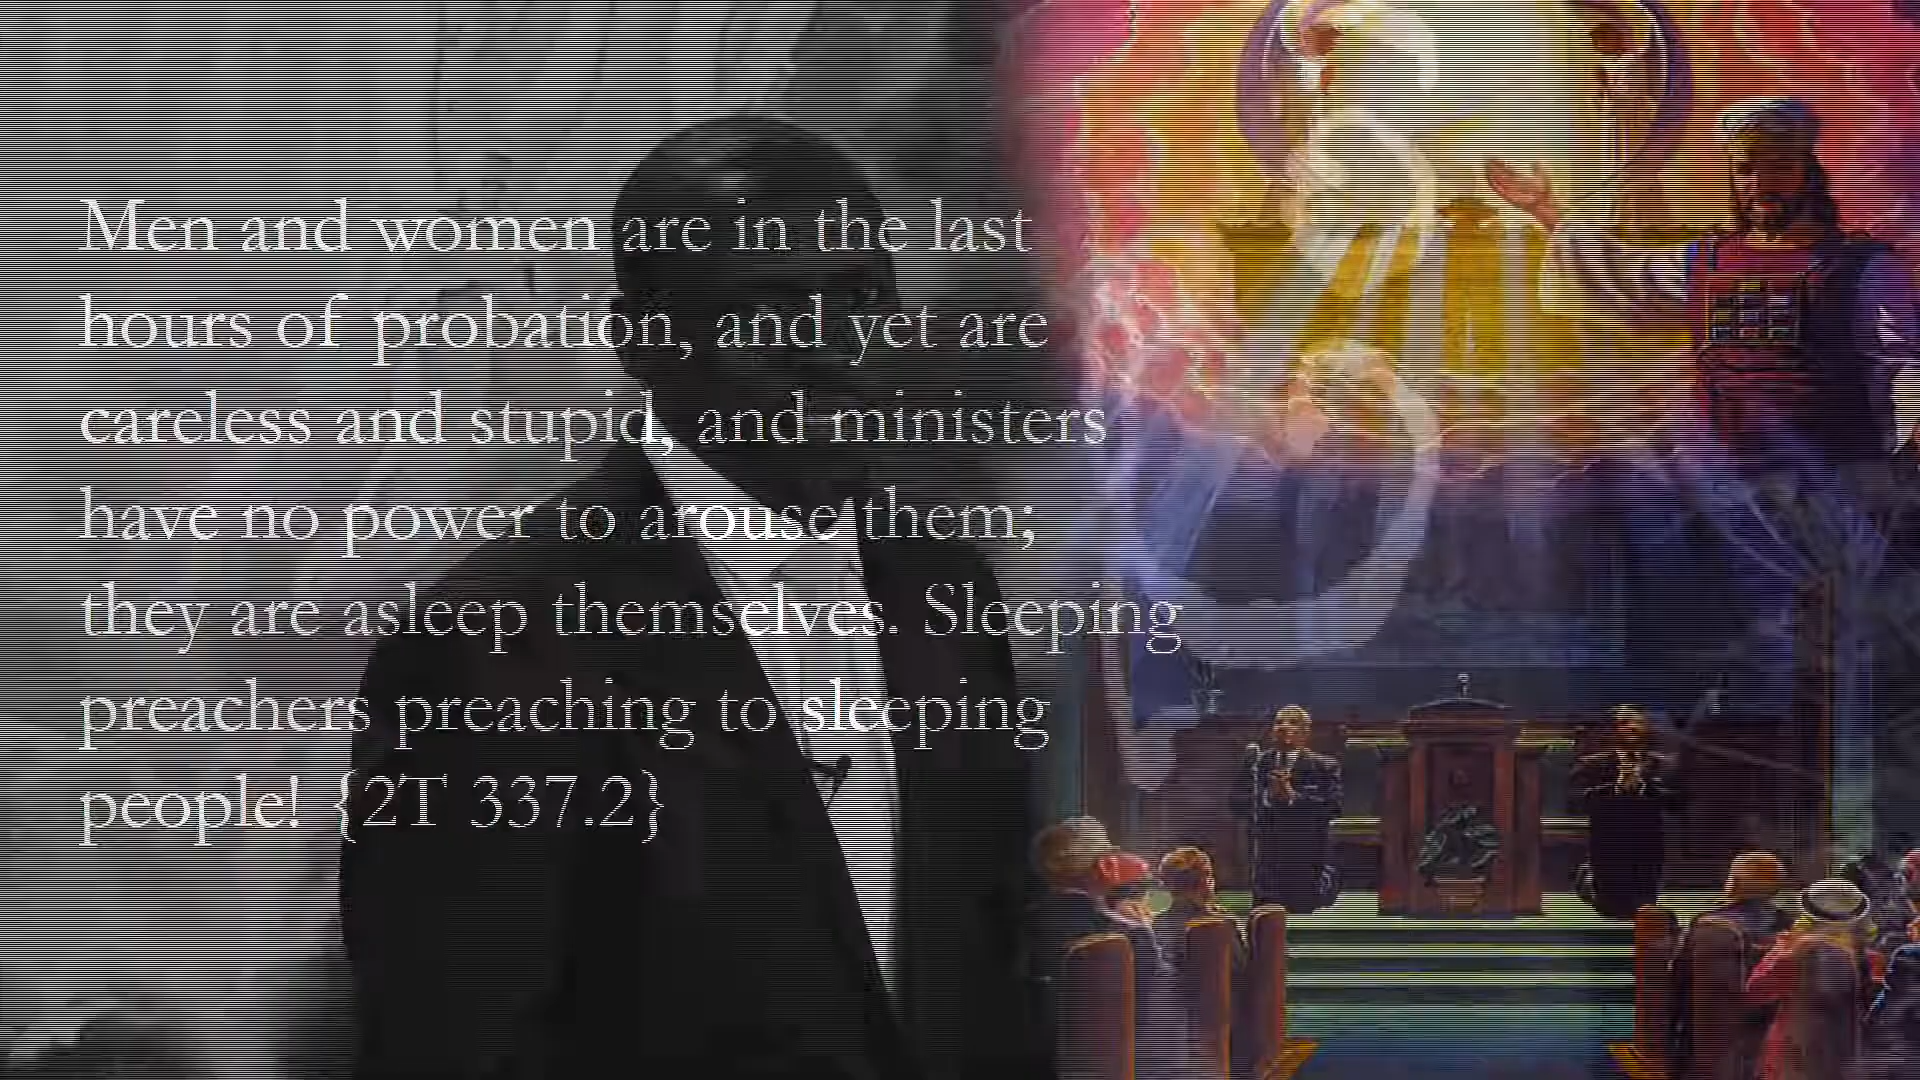 Men and women are in the last
hours of probation, and yet are
careless and stupid, and ministers
have no power to arouse them;
they are asleep themselves. Sleeping
preachers preaching to sleeping
people! {2T 337.2}